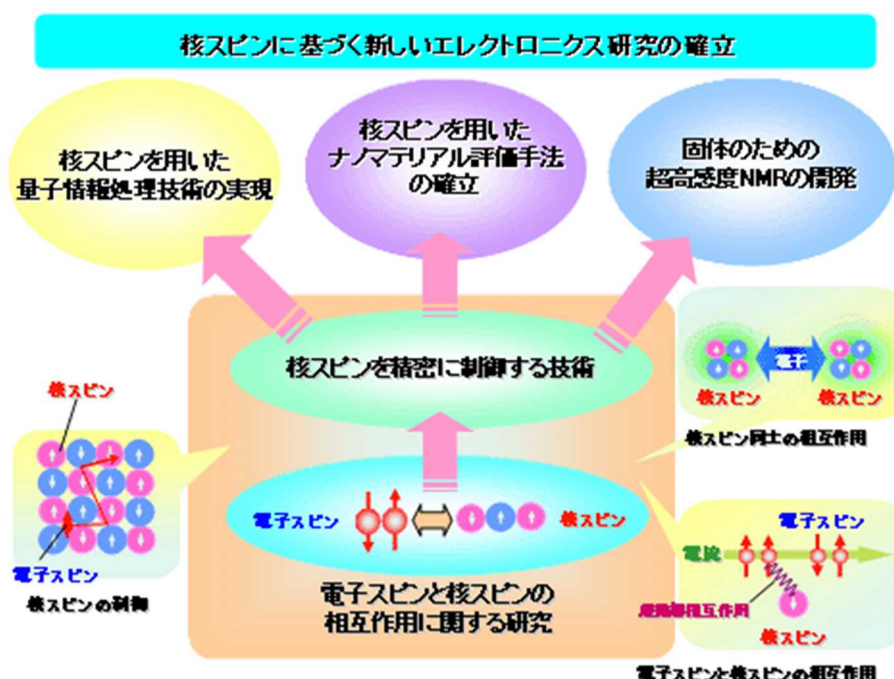 核スピンに基づく新しいエレクトロニクス研究の確立
核スピンを用いた
量子情報処理技術の実現
核スピンを用いた
ナノマテリアル評価手法
の確立
固体のための
超高感度NMRの開発
核スピンを精密に制御する技術
核スピン
電子スピン
核スピンの制御
電子スピン
核スピン
電子スピンと核スピンの
相互作用に関する研究
電子
核スピン
核スピン
核スピン同士の相互作用
電子スピン
電流
相互作用
核スピン
電子スピンと核スピンの相互作用